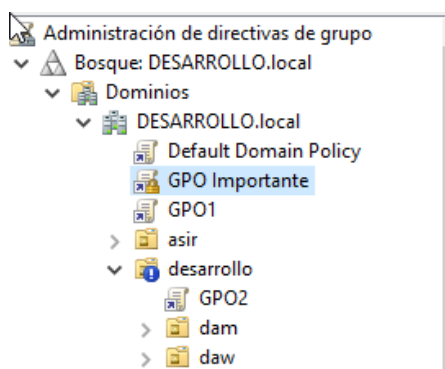 Administración de directivas de grupo
Bosque: DESARROLLO.local
Dominios
DESARROLLO.local
Default Domain Policy
GPO Importante
GPO1
asir
desarrollo
GPO2
dam
daw